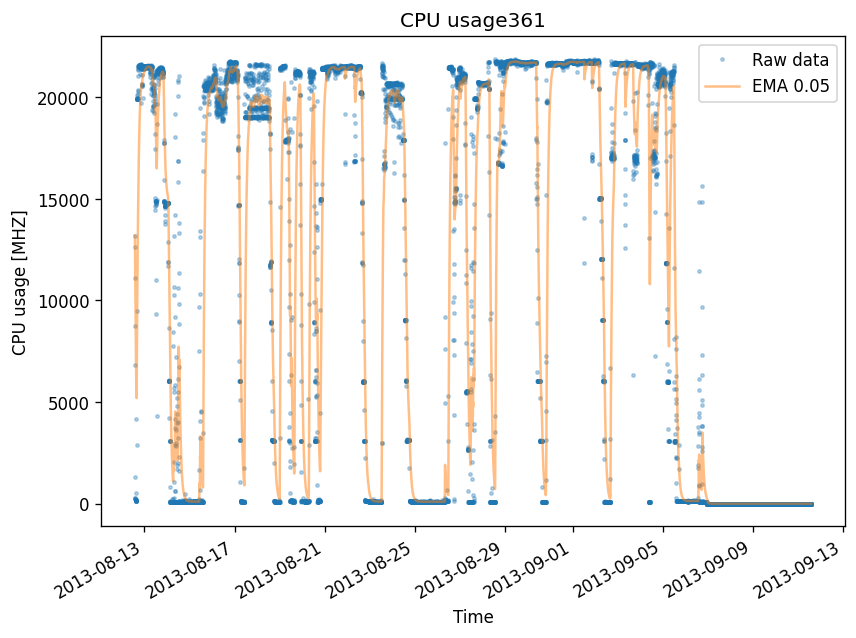 CPU usage361
Raw data
EMA 0.05
CPU usage [MHZ]
20000
15000
10000
5000
0
2013-08-13
2013-08-17
2013-08-21
2013-08-25
2013-08-29
2013-09-01
2013-09-05
2013-09-09
2013-09-13
Time